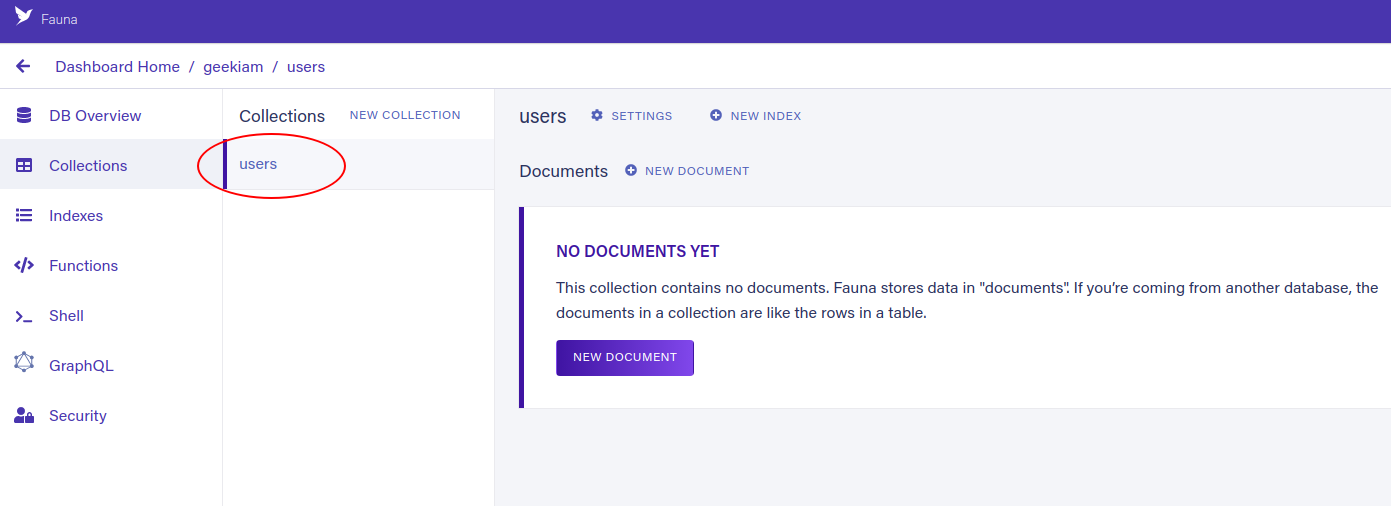 Fauna
Dashboard Home / geekiam / users
DB Overview
Collections
Indexes
Functions
Shell
GraphQL
Security
Collections NEW COLLECTION
users
users SETTINGS NEW INDEX
Documents NEW DOCUMENT
NO DOCUMENTS YET
This collection contains no documents. Fauna stores data in "documents". If you’re coming from another database, the
documents in a collection are like the rows in a table.
NEW DOCUMENT